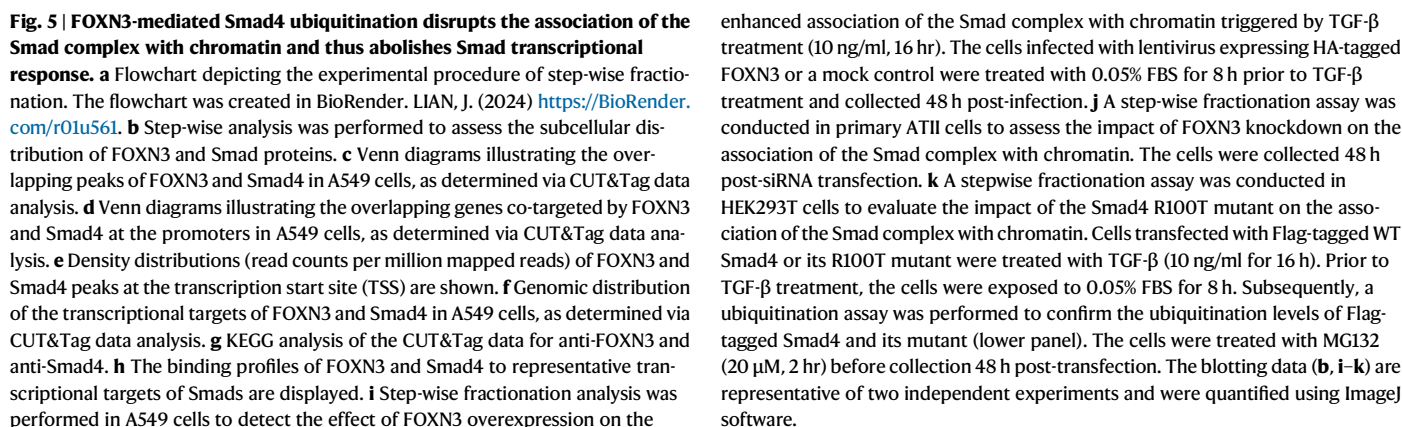 Fig. 5 | FOXN3-mediated Smad4 ubiquitination disrupts the association of the
Smad complex with chromatin and thus abolishes Smad transcriptional
response. a Flowchart depicting the experimental procedure of step-wise fractio-
nation. The flowchart was created in BioRender. LIAN, J. (2024) https://BioRender.
com/r01u561. b Step-wise analysis was performed to assess the subcellular dis-
tribution of FOXN3 and Smad proteins. c Venn diagrams illustrating the over-
lapping peaks of FOXN3 and Smad4 in A549 cells, as determined via CUT&Tag data
analysis. d Venn diagrams illustrating the overlapping genes co-targeted by FOXN3
and Smad4 at the promoters in A549 cells, as determined via CUT&Tag data ana-
lysis. e Density distributions (read counts per million mapped reads) of FOXN3 and
Smad4 peaks at the transcription start site (TSS) are shown. f Genomic distribution
of the transcriptional targets of FOXN3 and Smad4 in A549 cells, as determined via
CUT&Tag data analysis. g KEGG analysis of the CUT&Tag data for anti-FOXN3 and
anti-Smad4. h The binding profiles of FOXN3 and Smad4 to representative tran-
scriptional targets of Smads are displayed. i Step-wise fractionation analysis was
performed in A549 cells to detect the effect of FOXN3 overexpression on the
enhanced association of the Smad complex with chromatin triggered by TGF-β
treatment (10 ng/ml, 16 hr). The cells infected with lentivirus expressing HA-tagged
FOXN3 or a mock control were treated with 0.05% FBS for 8 h prior to TGF-β
treatment and collected 48 h post-infection. j A step-wise fractionation assay was
conducted in primary ATII cells to assess the impact of FOXN3 knockdown on the
association of the Smad complex with chromatin. The cells were collected 48 h
post-siRNA transfection. k A stepwise fractionation assay was conducted in
HEK293T cells to evaluate the impact of the Smad4 R100T mutant on the asso-
ciation of the Smad complex with chromatin. Cells transfected with Flag-tagged WT
Smad4 or its R100T mutant were treated with TGF-β (10 ng/ml for 16 h). Prior to
TGF-β treatment, the cells were exposed to 0.05% FBS for 8 h. Subsequently, a
ubiquitination assay was performed to confirm the ubiquitination levels of Flag-
tagged Smad4 and its mutant (lower panel). The cells were treated with MG132
(20 μM, 2 hr) before collection 48 h post-transfection. The blotting data (b, i–k) are
representative of two independent experiments and were quantified using ImageJ
software.